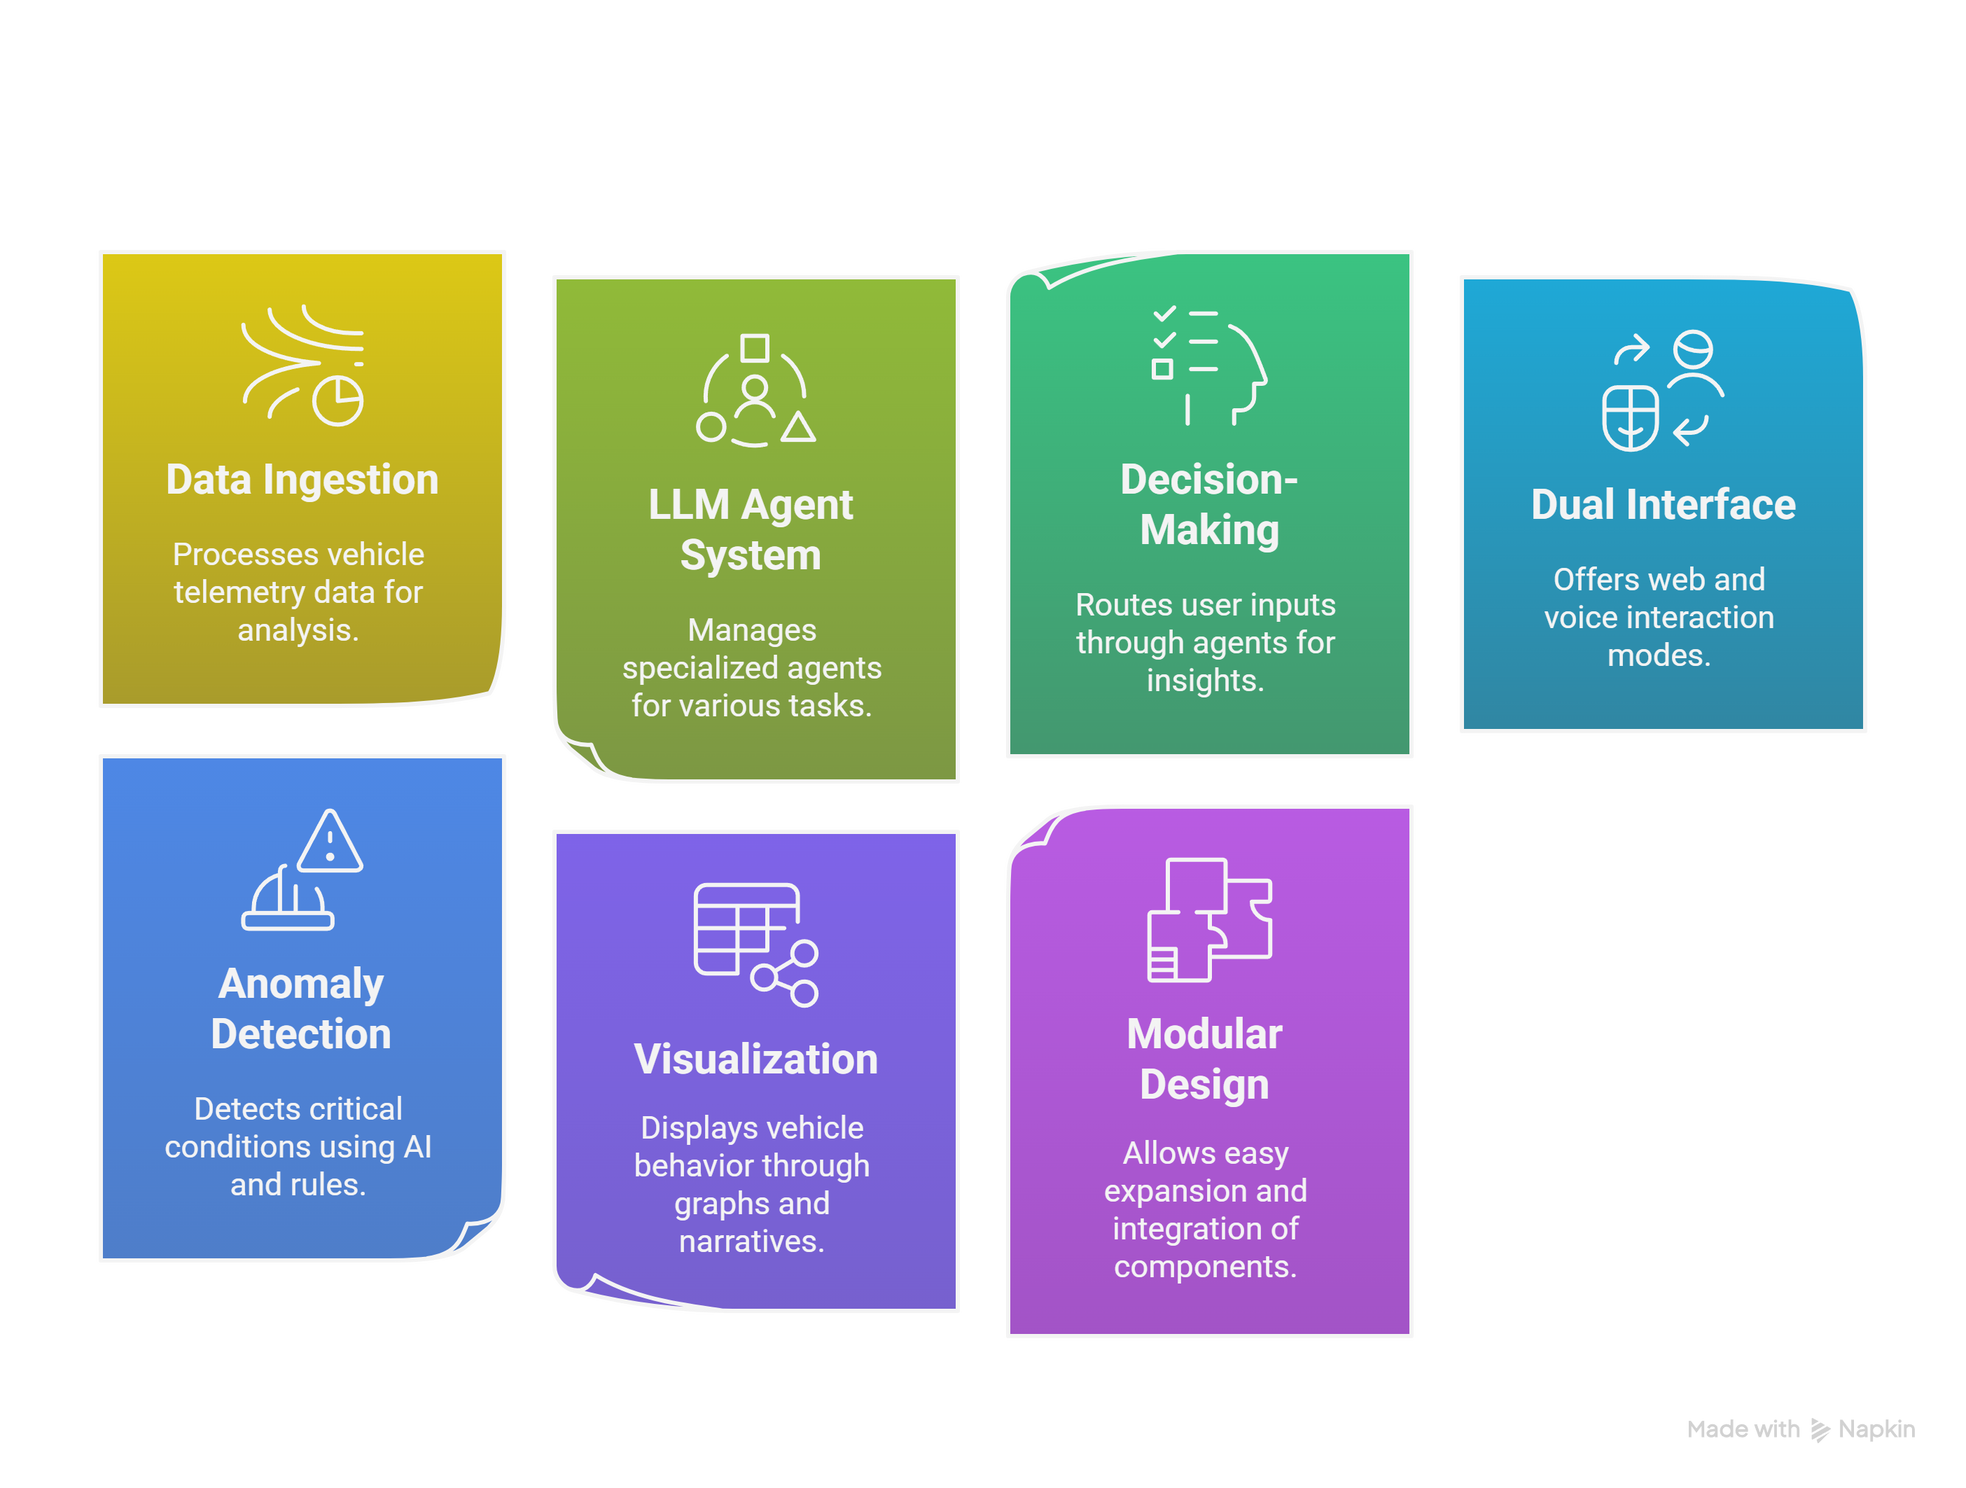 Data Ingestion
Processes vehicle
telemetry data for
analysis.
LLM Agent
System
Manages
specialized agents
for various tasks.
Decision-
Making
Routes user inputs
through agents for
insights.
Dual Interface
Offers web and
voice interaction
modes.
Anomaly
Detection
Detects critical
conditions using AI
and rules.
Visualization
Displays vehicle
behavior through
graphs and
narratives.
Modular
Design
Allows easy
expansion and
integration of
components.
Made with Napkin